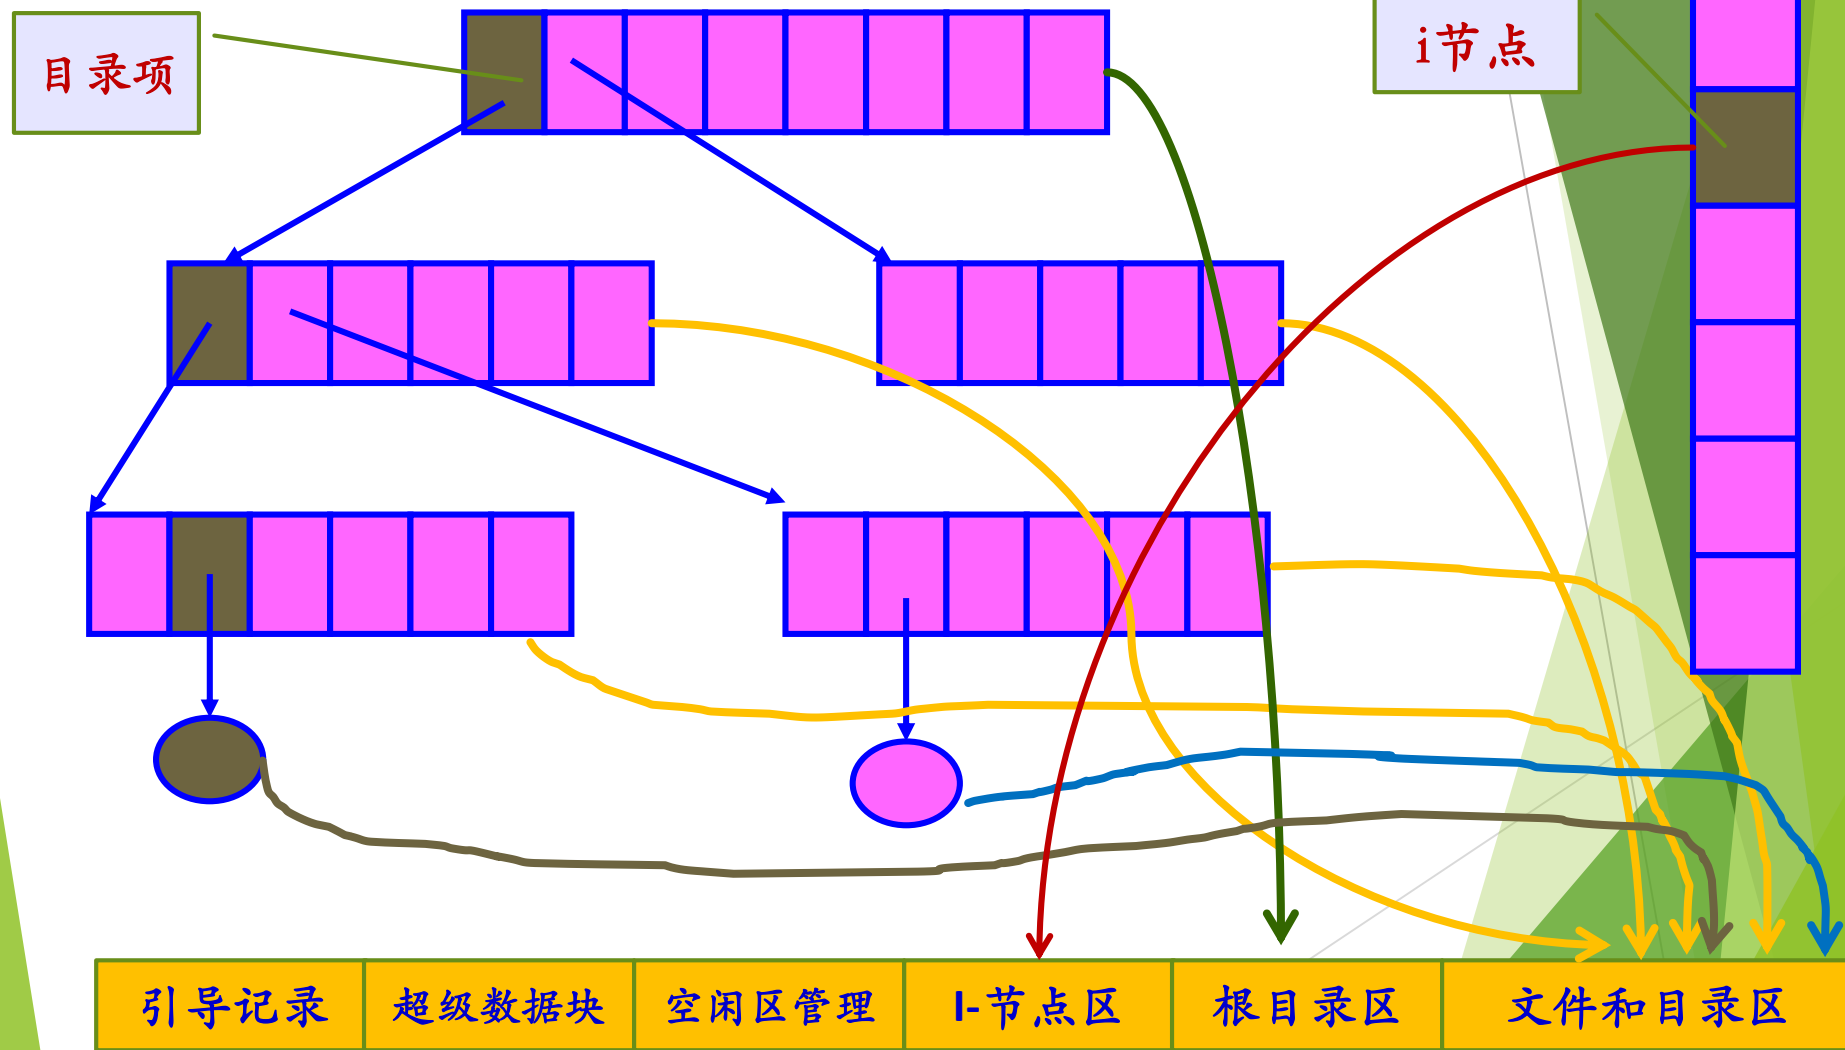 目录项
i节点
引导记录
超级数据块
空闲区管理
I-节点区
根目录区
文件和目录区